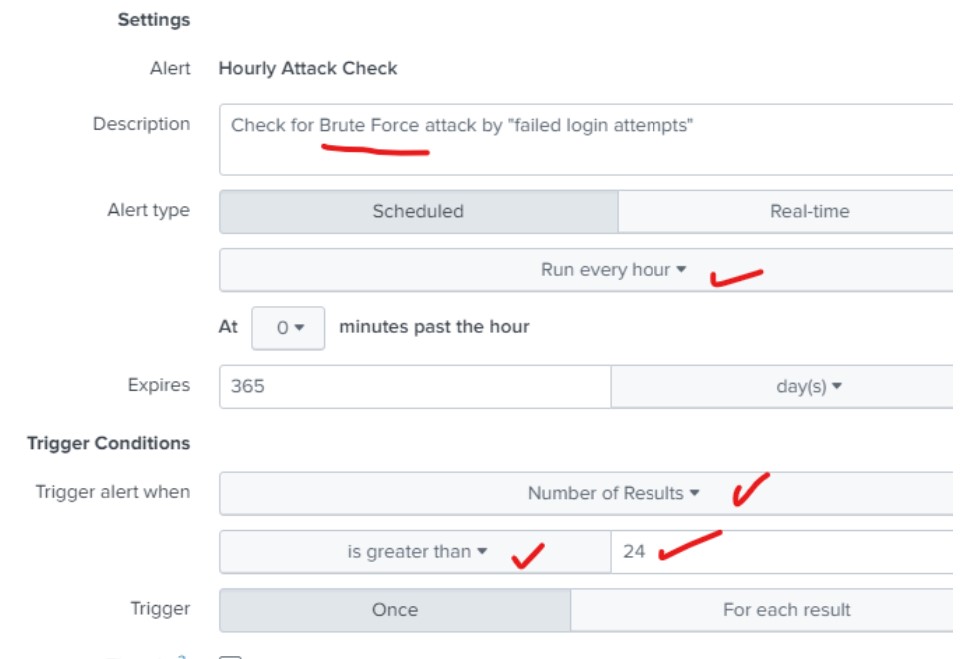 Settings
Alert Hourly Attack Check
Description Check for Brute Force attack by "failed login attempts"
Alert type Scheduled Real-time
Run every hour
At 0 minutes past the hour
Expires 365 day(s)
Trigger Conditions
Trigger alert when Number of Results
is greater than 24
Trigger Once For each result